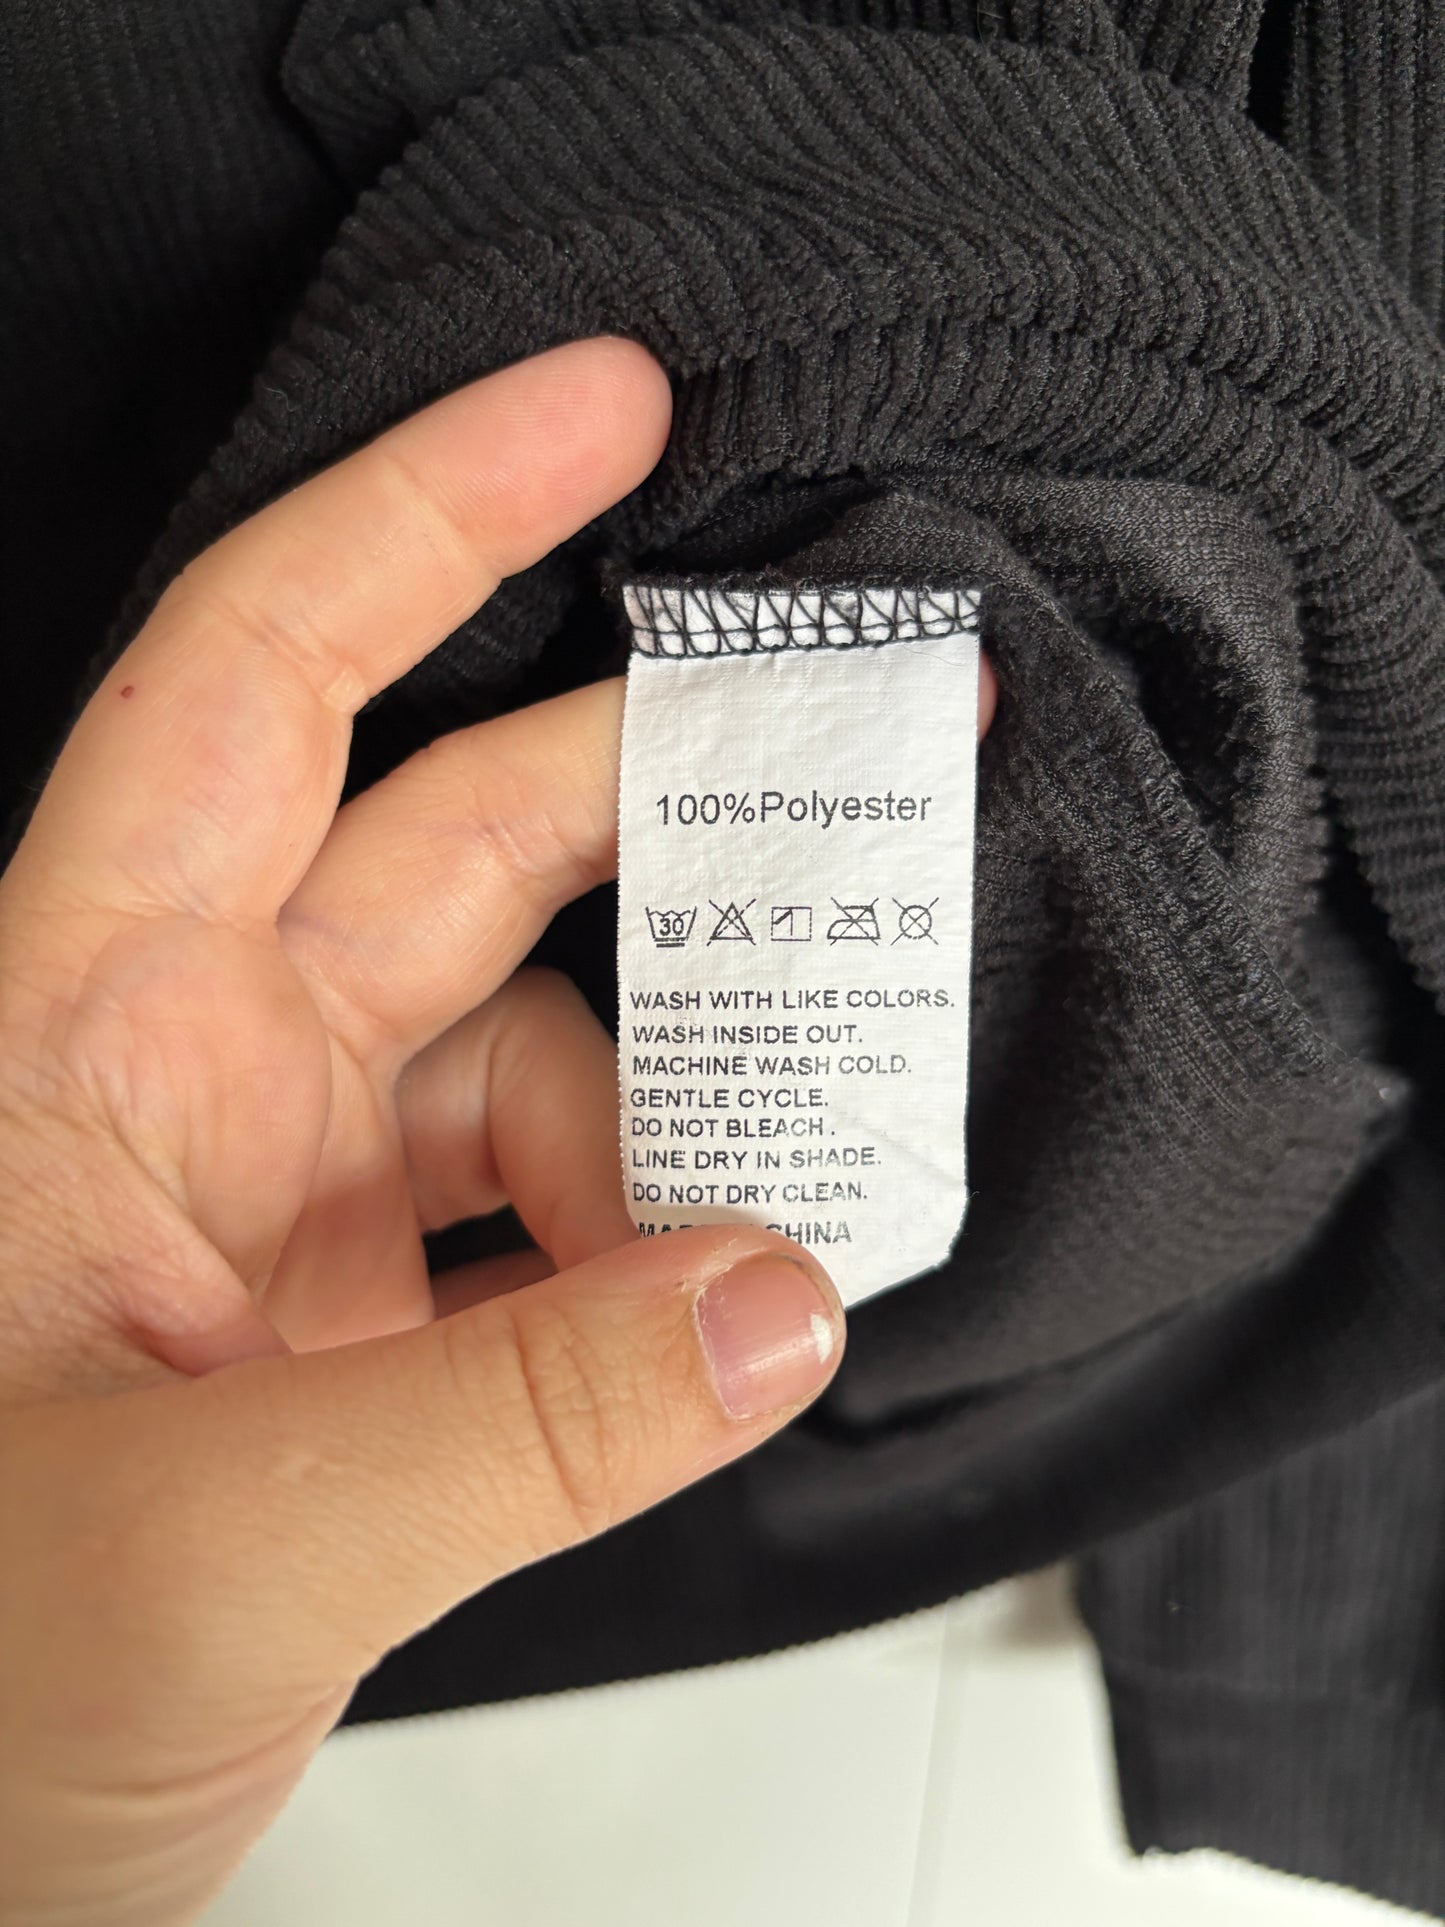 100%Polyester
30
WASH WITH LIKE COLORS.
WASH INSIDE OUT.
MACHINE WASH COLD.
GENTLE CYCLE.
DO NOT BLEACH .
LINE DRY IN SHADE.
DO NOT DRY CLEAN.
CHINA